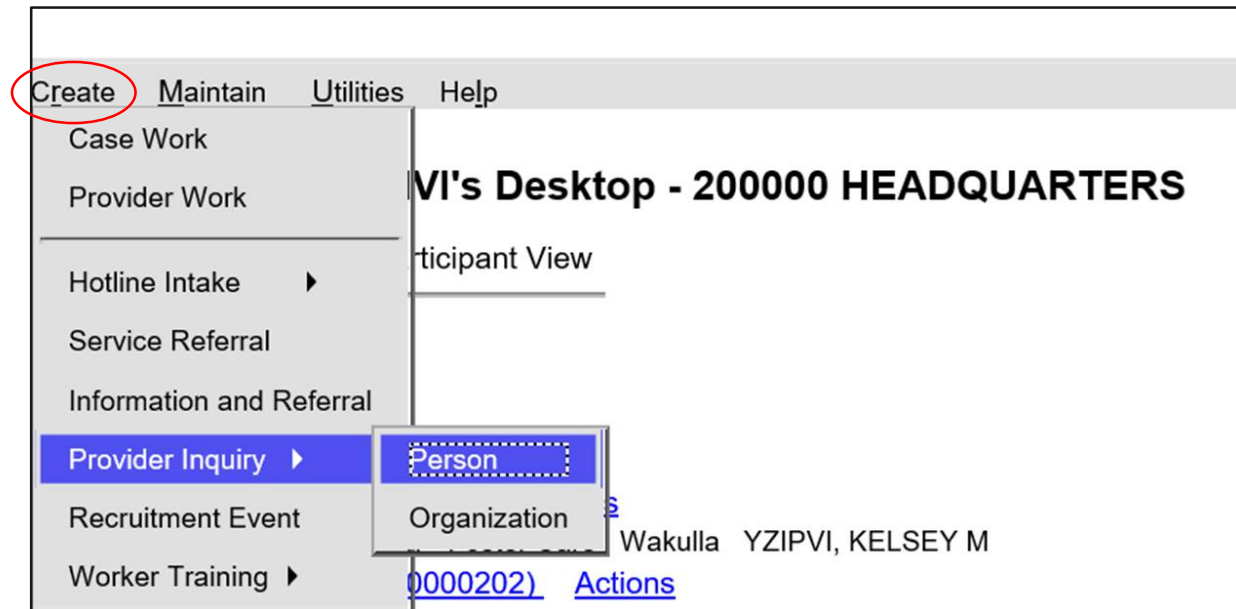 Create Maintain Utilities Help
Case Work
Provider Work
VI's Desktop - 200000 HEADQUARTERS
rticipant View
Hotline Intake
Service Referral
Information and Referral
Provider Inquiry Person
Recruitment Event Organization
Wakulla YZIPVI, KELSEY M
Worker Training 0000202) Actions